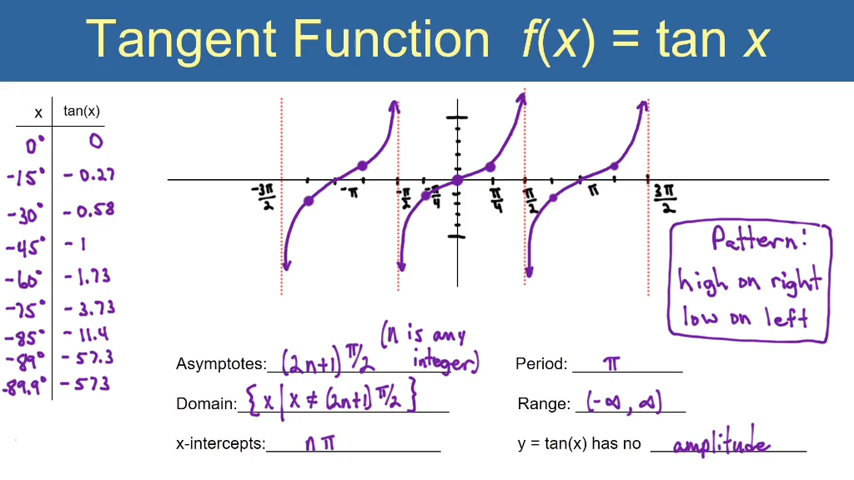 Tangent Function f(x) = tan x
x tan(x)
0° 0
-15° -0.27
-30° -0.58
-45° -1
-60° -1.73
-75° -3.73
-85° -11.4
-89° -57.3
-89.9° -573
-3π/2 -π -π/2 -π/4 π/4 π/2 π 3π/2
Pattern:
high on right
low on left
Asymptotes: (2n+1) π/2 (n is any integer)
Domain: {x | x ≠ (2n+1) π/2}
x-intercepts: nπ
Period: π
Range: (-∞, ∞)
y = tan(x) has no amplitude